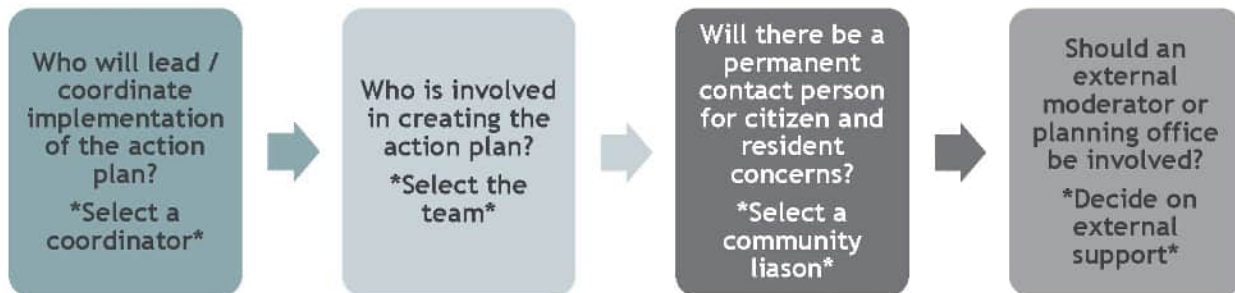 Who will lead /
coordinate
implementation
of the action
plan?
*Select a
coordinator*
Who is involved
in creating the
action plan?
*Select the
team*
Will there be a
permanent
contact person
for citizen and
resident
concerns?
*Select a
community
liason*
Should an
external
moderator or
planning office
be involved?
*Decide on
external
support*